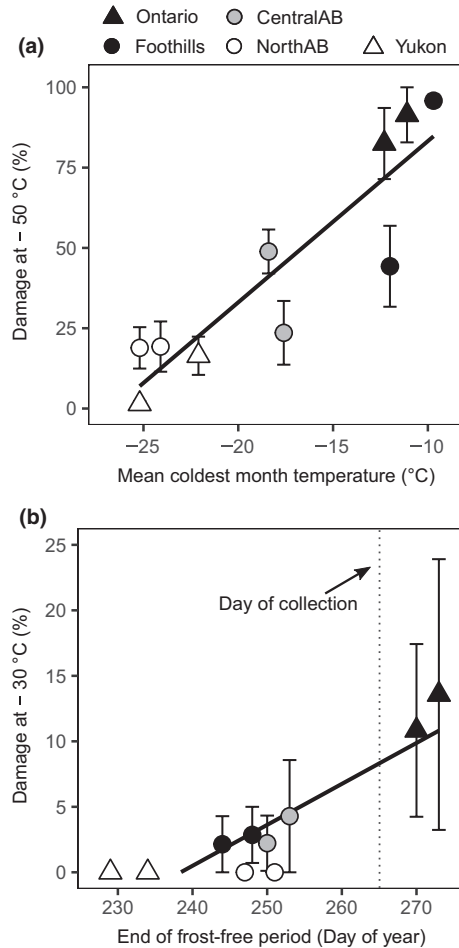 Ontario CentralAB
(a) Foothills NorthAB Yukon
100
75
50
25
0
Damage at − 50 °C (%)
−25 −20 −15 −10
Mean coldest month temperature (°C)
(b)
25
20
15
10
5
0
Damage at − 30 °C (%)
Day of collection
230 240 250 260 270
End of frost-free period (Day of year)